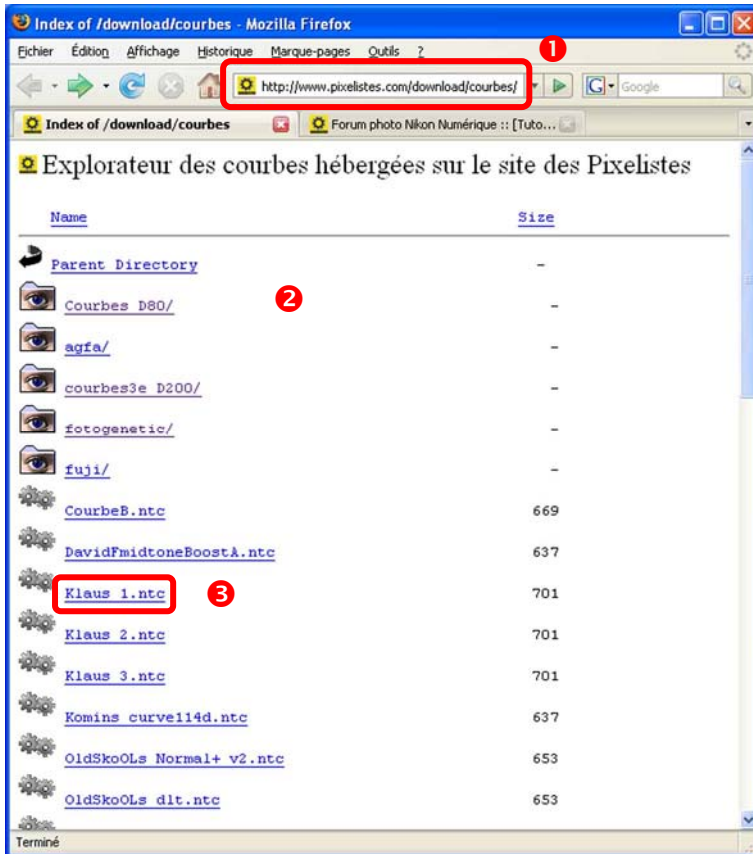 Index of /download/courbes - Mozilla Firefox
Fichier Édition Affichage Historique Marque-pages Outils ?
❶
http://www.pixelistes.com/download/courbes/ G Google
Index of /download/courbes Forum photo Nikon Numérique :: [Tuto...
Explorateur des courbes hébergées sur le site des Pixelistes
Name Size
Parent Directory -
Courbes D80/ ❷ -
agfa/ -
courbes3e D200/ -
fotogenetic/ -
fuji/ -
CourbeB.ntc 669
DavidFmidtoneBoostA.ntc 637
Klaus 1.ntc ❸ 701
Klaus 2.ntc 701
Klaus 3.ntc 701
Komins curve114d.ntc 637
OldSkoOLs Normal+ v2.ntc 653
OldSkoOLs dlt.ntc 653
Terminé